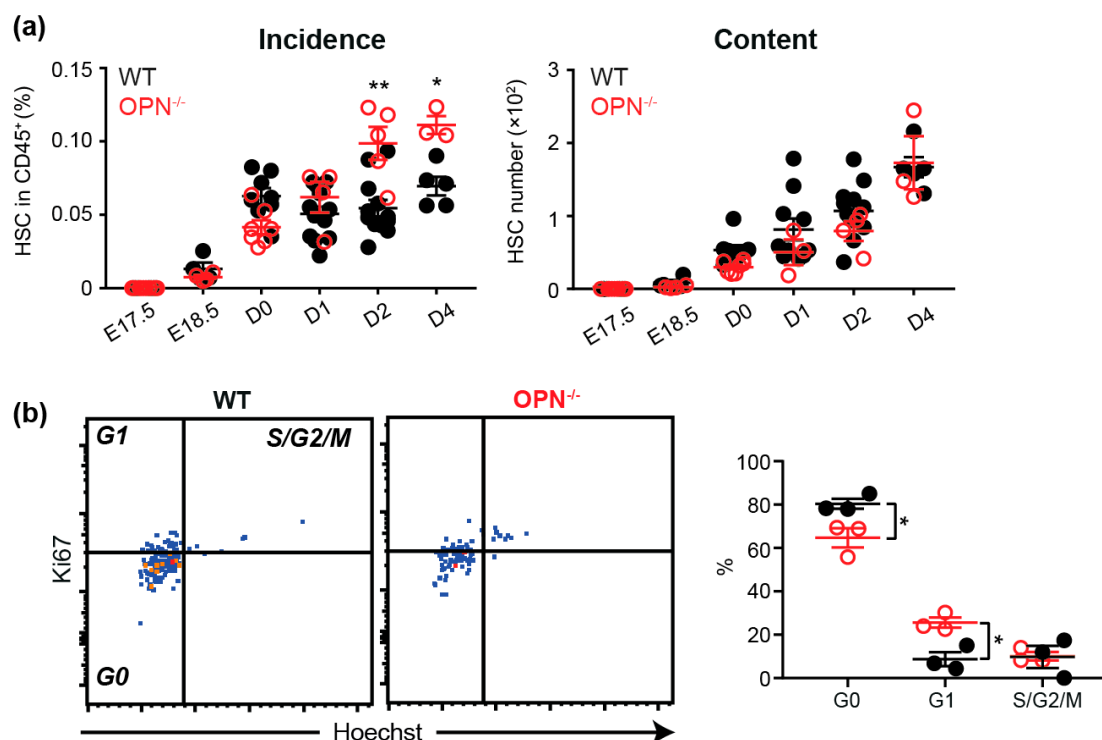 (a)
Incidence
WT
OPN⁻/⁻
HSC in CD45⁺ (%)
0.15
0.10
0.05
0
** *
E17.5 E18.5 D0 D1 D2 D4
Content
WT
OPN⁻/⁻
HSC number (×10²)
3
2
1
0
E17.5 E18.5 D0 D1 D2 D4
(b)
WT
OPN⁻/⁻
G1 S/G2/M
G0
Ki67
Hoechst
%
100
80
60
40
20
0
*
*
G0 G1 S/G2/M